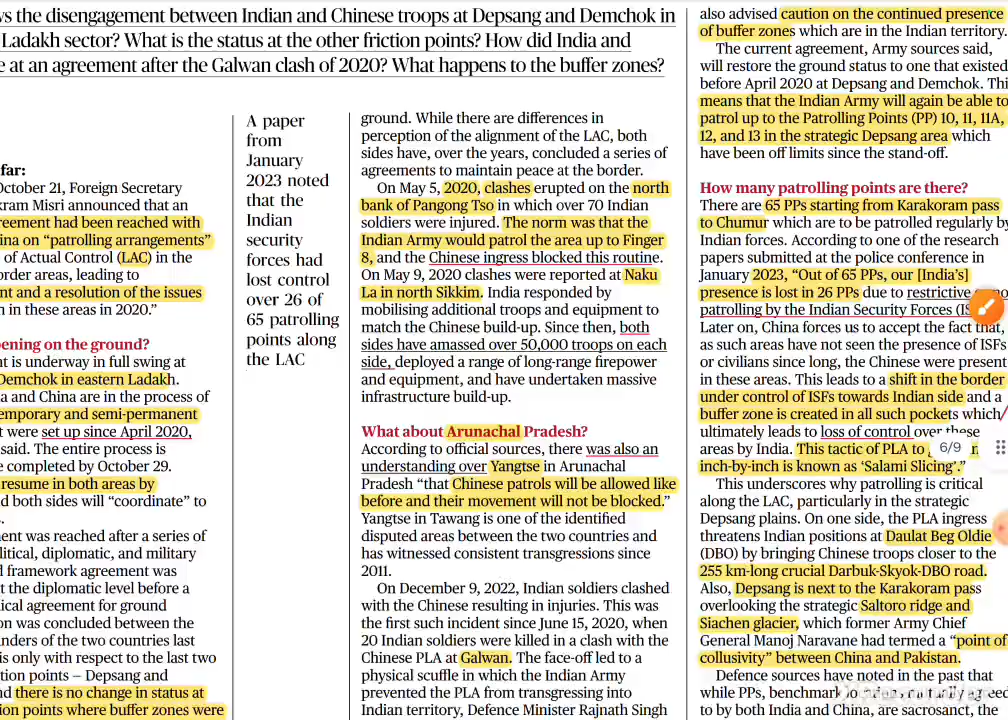 ws the disengagement between Indian and Chinese troops at Depsang and Demchok in
Ladakh sector? What is the status at the other friction points? How did India and
e at an agreement after the Galwan clash of 2020? What happens to the buffer zones?
far:
October 21, Foreign Secretary
kram Misri announced that an
reement had been reached with
ina on “patrolling arrangements”
of Actual Control (LAC) in the
order areas, leading to
nt and a resolution of the issues
n in these areas in 2020.”
pening on the ground?
nt is underway in full swing at
Demchok in eastern Ladakh.
a and China are in the process of
emporary and semi-permanent
t were set up since April 2020,
said. The entire process is
e completed by October 29.
resume in both areas by
nd both sides will “coordinate” to
s.
ent was reached after a series of
litical, diplomatic, and military
d framework agreement was
t the diplomatic level before a
ical agreement for ground
on was concluded between the
nders of the two countries last
is only with respect to the last two
tion points – Depsang and
nd there is no change in status at
ion points where buffer zones were
A paper
from
January
2023 noted
that the
Indian
security
forces had
lost control
over 26 of
65 patrolling
points along
the LAC
ground. While there are differences in
perception of the alignment of the LAC, both
sides have, over the years, concluded a series of
agreements to maintain peace at the border.
On May 5, 2020, clashes erupted on the north
bank of Pangong Tso in which over 70 Indian
soldiers were injured. The norm was that the
Indian Army would patrol the area up to Finger
8, and the Chinese ingress blocked this routine.
On May 9, 2020 clashes were reported at Naku
La in north Sikkim. India responded by
mobilising additional troops and equipment to
match the Chinese build-up. Since then, both
sides have amassed over 50,000 troops on each
side, deployed a range of long-range firepower
and equipment, and have undertaken massive
infrastructure build-up.
What about Arunachal Pradesh?
According to official sources, there was also an
understanding over Yangtse in Arunachal
Pradesh “that Chinese patrols will be allowed like
before and their movement will not be blocked.”
Yangtse in Tawang is one of the identified
disputed areas between the two countries and
has witnessed consistent transgressions since
2011.
On December 9, 2022, Indian soldiers clashed
with the Chinese resulting in injuries. This was
the first such incident since June 15, 2020, when
20 Indian soldiers were killed in a clash with the
Chinese PLA at Galwan. The face-off led to a
physical scuffle in which the Indian Army
prevented the PLA from transgressing into
Indian territory, Defence Minister Rajnath Singh
also advised caution on the continued presence
of buffer zones which are in the Indian territory.
The current agreement, Army sources said,
will restore the ground status to one that existed
before April 2020 at Depsang and Demchok. Thi
means that the Indian Army will again be able to
patrol up to the Patrolling Points (PP) 10, 11, 11A,
12, and 13 in the strategic Depsang area which
have been off limits since the stand-off.
How many patrolling points are there?
There are 65 PPs starting from Karakoram pass
to Chumur which are to be patrolled regularly by
Indian forces. According to one of the research
papers submitted at the police conference in
January 2023, “Out of 65 PPs, our [India’s]
presence is lost in 26 PPs due to restrictive
patrolling by the Indian Security Forces (IS
Later on, China forces us to accept the fact that,
as such areas have not seen the presence of ISFs
or civilians since long, the Chinese were present
in these areas. This leads to a shift in the border
under control of ISFs towards Indian side and a
buffer zone is created in all such pockets which
ultimately leads to loss of control over these
areas by India. This tactic of PLA to
6/9
inch-by-inch is known as ‘Salami Slicing’.”
This underscores why patrolling is critical
along the LAC, particularly in the strategic
Depsang plains. On one side, the PLA ingress
threatens Indian positions at Daulat Beg Oldie
(DBO) by bringing Chinese troops closer to the
255 km-long crucial Darbuk-Skyok-DBO road.
Also, Depsang is next to the Karakoram pass
overlooking the strategic Saltoro ridge and
Siachen glacier, which former Army Chief
General Manoj Naravane had termed a “point of
collusivity” between China and Pakistan.
Defence sources have stated in the past that
while PPs, benchmark
to by both India and China, are sacrosanct, the